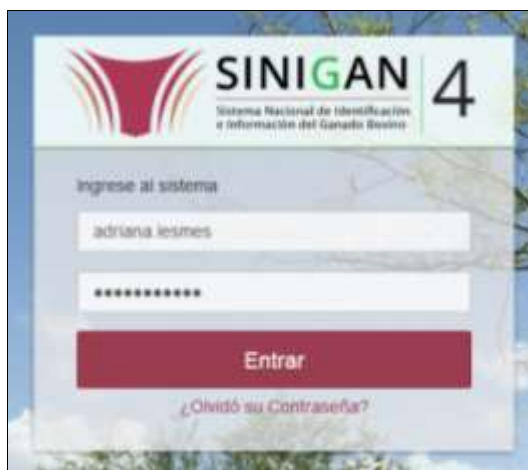 SINIGAN 4
Sistema Nacional de Identificación
e Información del Ganado Bovino
Ingrese al sistema
adriana lesmes
•••••••••••
Entrar
¿Olvidó su Contraseña?